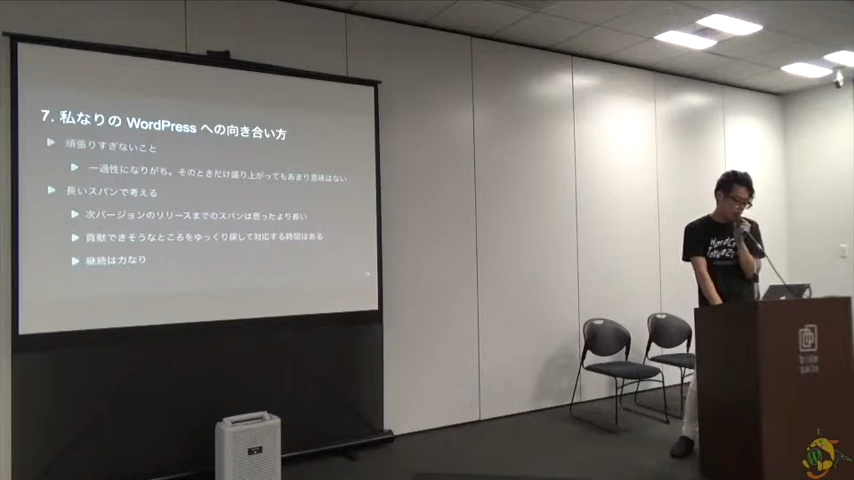 7. 私なりの WordPress への向き合い方
頑張りすぎないこと
一過性になりがち。そのときだけ盛り上がってもあまり意味はない
長いスパンで考える
次バージョンのリリースまでのスパンは思ったより長い
貢献できそうなところをゆっくり探して対応する時間はある
継続は力なり